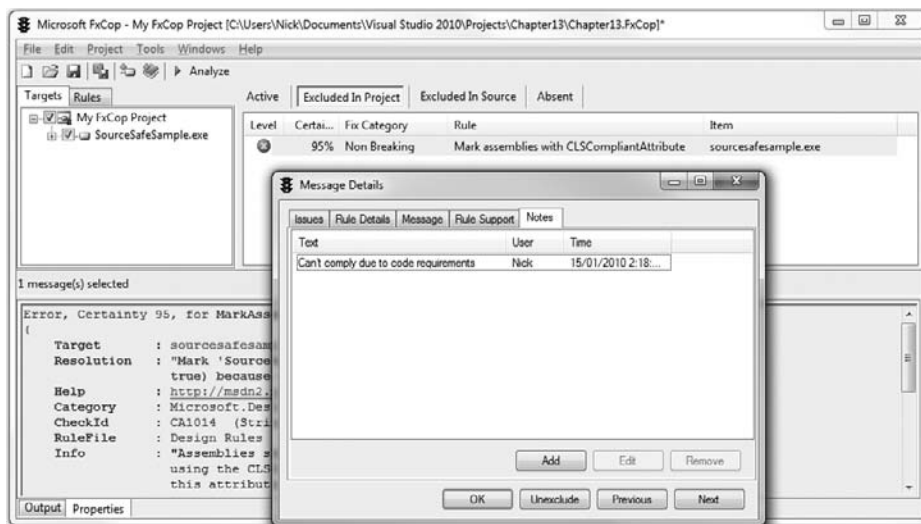 Microsoft FxCop - My FxCop Project [C:\Users\Nick\Documents\Visual Studio 2010\Projects\Chapter13\Chapter13.FxCop]*
File Edit Project Tools Windows Help
Analyze
Targets Rules
My FxCop Project
SourceSafeSample.exe
Active Excluded In Project Excluded In Source Absent
Level Certai... Fix Category Rule Item
95% Non Breaking Mark assemblies with CLSCompliantAttribute sourcesafesample.exe
Message Details
Issues Rule Details Message Rule Support Notes
Text User Time
Can't comply due to code requirements Nick 15/01/2010 2:18:...
Add Edit Remove
OK Unexclude Previous Next
1 message(s) selected
Error, Certainty 95, for MarkAss
{
Target : sourcesafesam
Resolution : "Mark 'Source
true) because
Help : http://msdn2.
Category : Microsoft.Des
CheckId : CA1014 (Stri
RuleFile : Design Rules
Info : "Assemblies s
using the CLS
this attribut
Output Properties